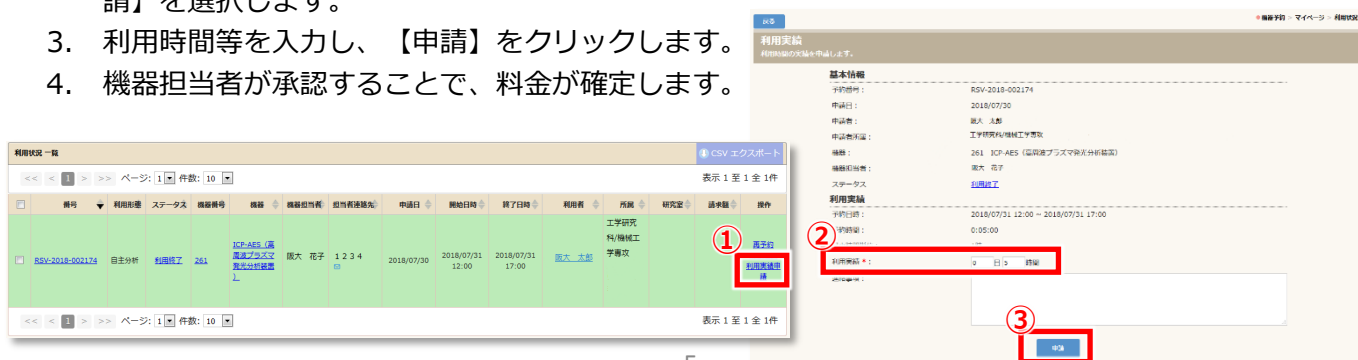 請】を選択します。
3. 利用時間等を入力し、【申請】をクリックします。
4. 機器担当者が承認することで、料金が確定します。
利用状況 一覧
CSV エクスポート
<< < 1 > >> ページ: 1 件数: 10
表示 1 至 1 全 1件
番号 利用形態 ステータス 機器番号 機器 機器担当者 担当者連絡先 申請日 開始日時 終了日時 利用者 所属 研究室 請求額 操作
RSV-2018-002174 自主分析 利用終了 261
ICP-AES（高
周波プラズマ
発光分析装置
）
阪大 花子 1234 2018/07/30
2018/07/31
12:00
2018/07/31
17:00
阪大 太郎
工学研究
科/機械工
学専攻
①
再予約
利用実績申
請
<< < 1 > >> ページ: 1 件数: 10
表示 1 至 1 全 1件
戻る
機器予約 > マイページ > 利用状況
利用実績
利用時間の実績を申請します。
基本情報
予約番号： RSV-2018-002174
申請日： 2018/07/30
申請者： 阪大 太郎
申請者所属： 工学研究科/機械工学専攻
機器： 261 ICP-AES（高周波プラズマ発光分析装置）
機器担当者： 阪大 花子
ステータス 利用終了
利用実績
予約日時： 2018/07/31 12:00 ~ 2018/07/31 17:00
予約時間： 0:05:00
②
利用実績 *： 0 日 5 時間
③
申請
5